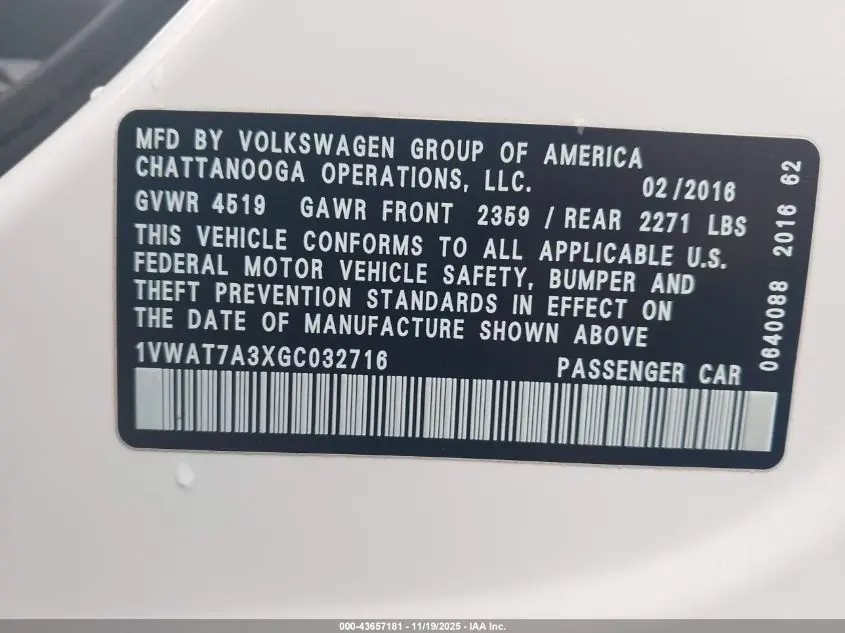 MFD BY VOLKSWAGEN GROUP OF AMERICA
CHATTANOOGA OPERATIONS, LLC. 02/2016
GVWR 4519 GAWR FRONT 2359 / REAR 2271 LBS
THIS VEHICLE CONFORMS TO ALL APPLICABLE U.S.
FEDERAL MOTOR VEHICLE SAFETY, BUMPER AND
THEFT PREVENTION STANDARDS IN EFFECT ON
THE DATE OF MANUFACTURE SHOWN ABOVE
1VWAT7A3XGC032716 PASSENGER CAR
0640088 2016 62
000-43657181 - 11/19/2025 - IAA Inc.